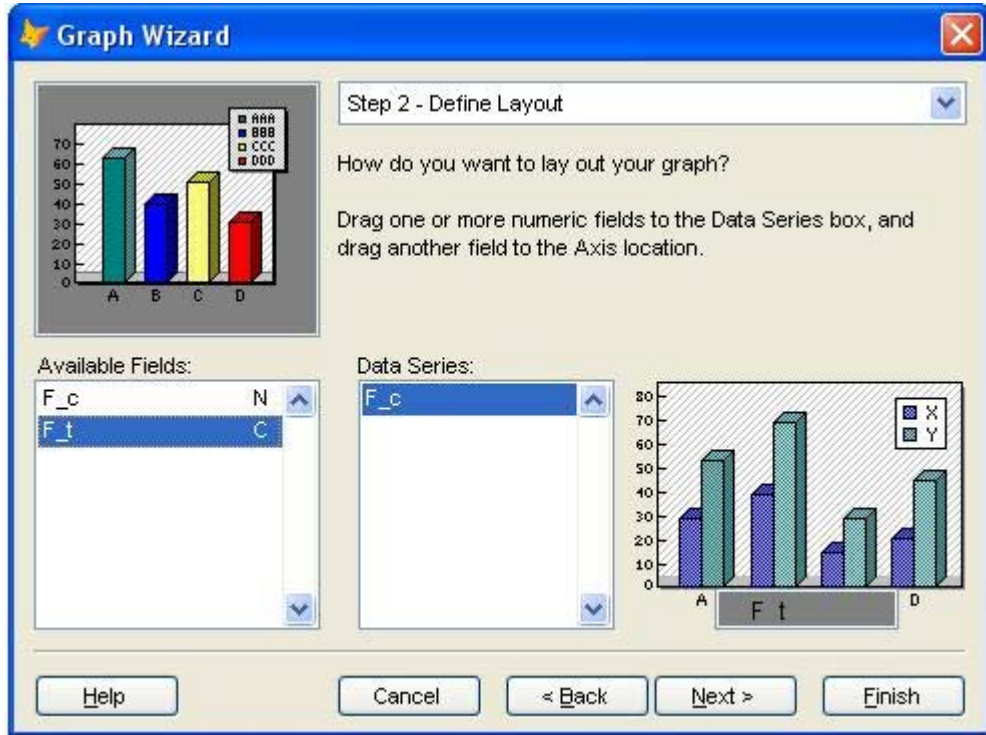 Graph Wizard
Step 2 - Define Layout
How do you want to lay out your graph?
Drag one or more numeric fields to the Data Series box, and
drag another field to the Axis location.
AAA
BBB
CCC
DDD
70
60
50
40
30
20
10
0
A B C D
Available Fields:
F_c N
F_t C
Data Series:
F_c
80
70
60
50
40
30
20
10
0
X
Y
A D
F_t
Help Cancel < Back Next > Finish